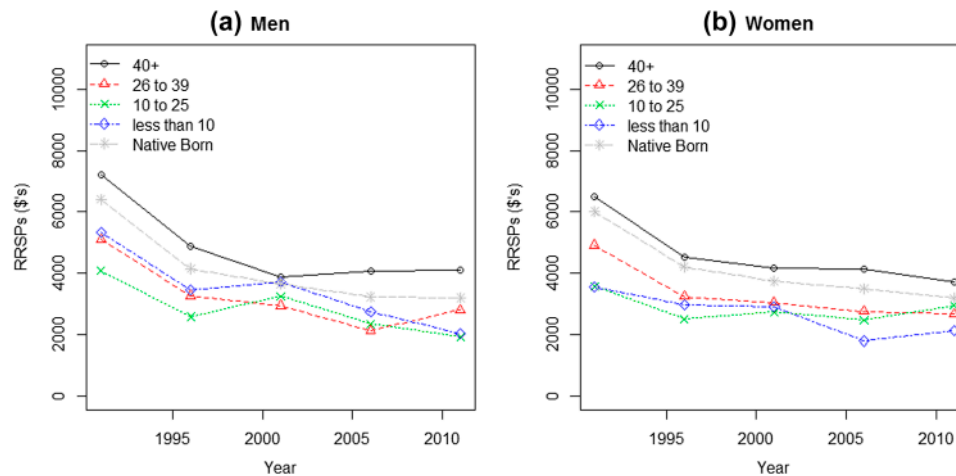 (a) Men
40+
26 to 39
10 to 25
less than 10
Native Born
RRSPs ($'s)
10000
8000
6000
4000
2000
0
1995 2000 2005 2010
Year
(b) Women
40+
26 to 39
10 to 25
less than 10
Native Born
RRSPs ($'s)
10000
8000
6000
4000
2000
0
1995 2000 2005 2010
Year